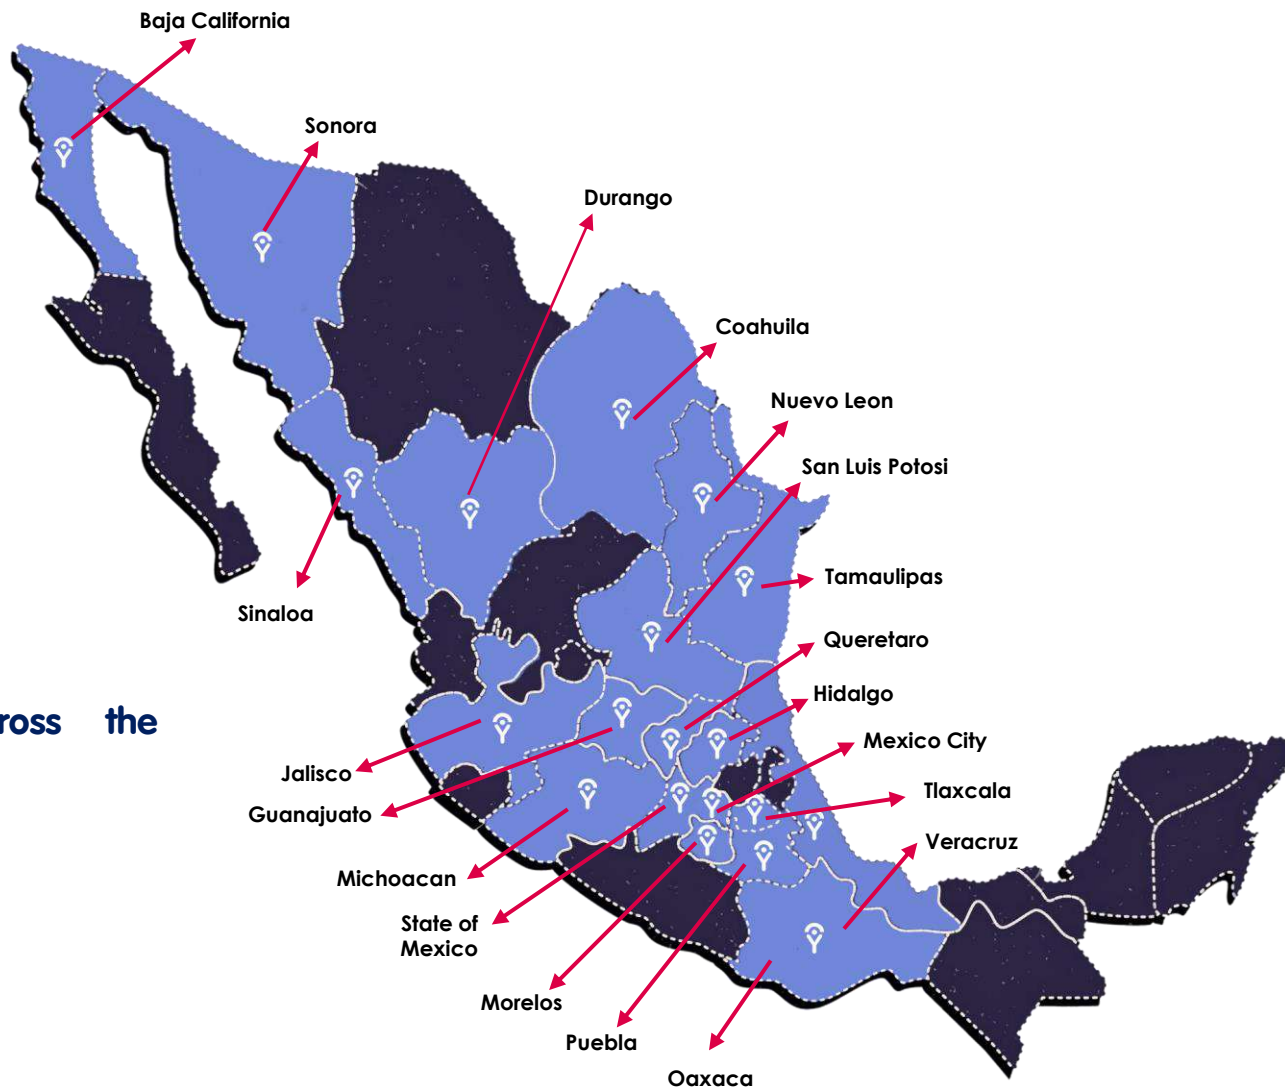 Baja California
Sonora
Durango
Coahuila
Nuevo Leon
San Luis Potosi
Tamaulipas
Sinaloa
Queretaro
Hidalgo
ross the
Mexico City
Jalisco
Tlaxcala
Guanajuato
Veracruz
Michoacan
State of
Mexico
Morelos
Puebla
Oaxaca